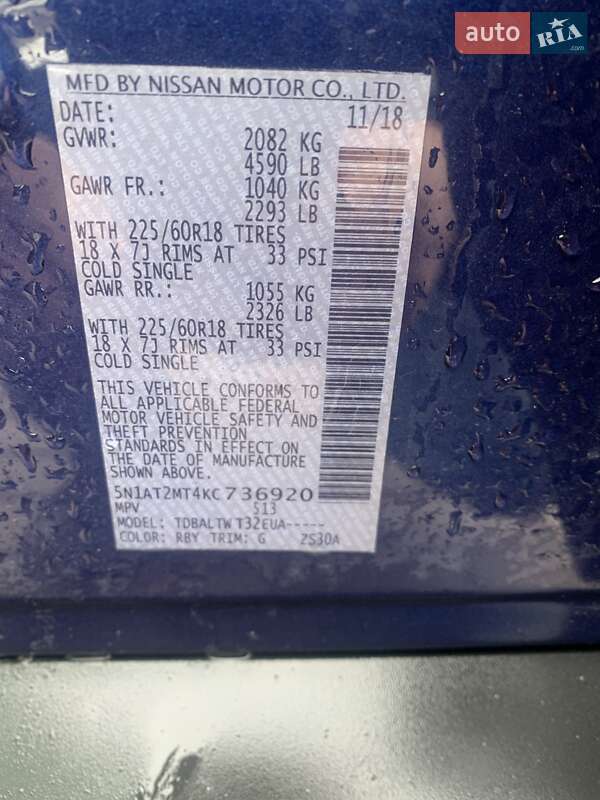 auto RIA .com
MFD BY NISSAN MOTOR CO., LTD.
DATE: 11/18
GVWR: 2082 KG
4590 LB
GAWR FR.: 1040 KG
2293 LB
WITH 225/60R18 TIRES
18 X 7J RIMS AT 33 PSI
COLD SINGLE
GAWR RR.: 1055 KG
2326 LB
WITH 225/60R18 TIRES
18 X 7J RIMS AT 33 PSI
COLD SINGLE
THIS VEHICLE CONFORMS TO
ALL APPLICABLE FEDERAL
MOTOR VEHICLE SAFETY AND
THEFT PREVENTION
STANDARDS IN EFFECT ON
THE DATE OF MANUFACTURE
SHOWN ABOVE.
5N1AT2MT4KC736920
MPV S13
MODEL: TDBALTW T32EUA-----
COLOR: RBY TRIM: G ZS30A